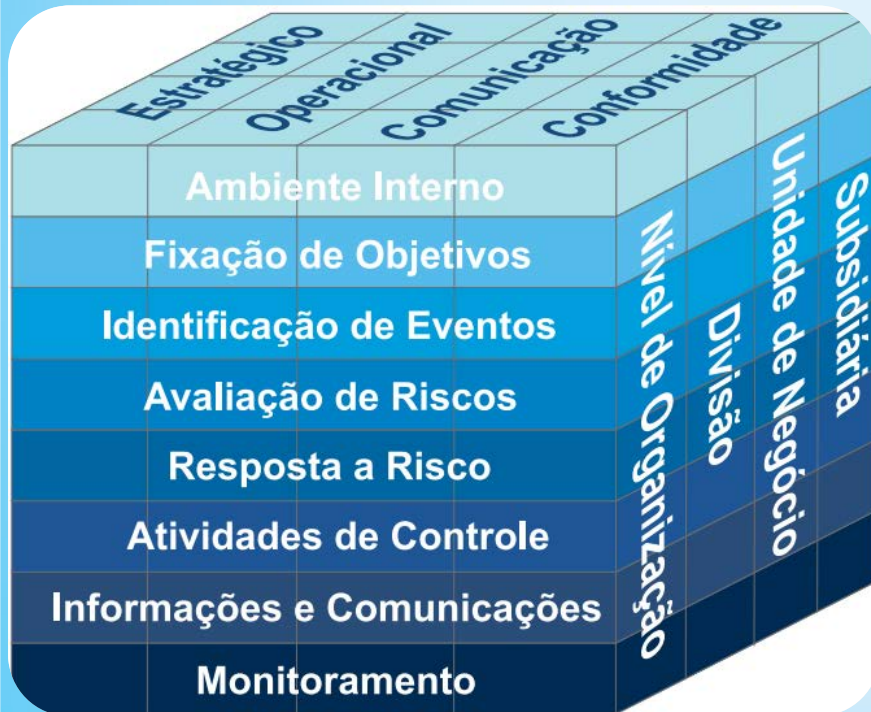 Estratégico
Operacional
Comunicação
Conformidade
Ambiente Interno
Fixação de Objetivos
Identificação de Eventos
Avaliação de Riscos
Resposta a Risco
Atividades de Controle
Informações e Comunicações
Monitoramento
Nível de Organização
Divisão
Unidade de Negócio
Subsidiária